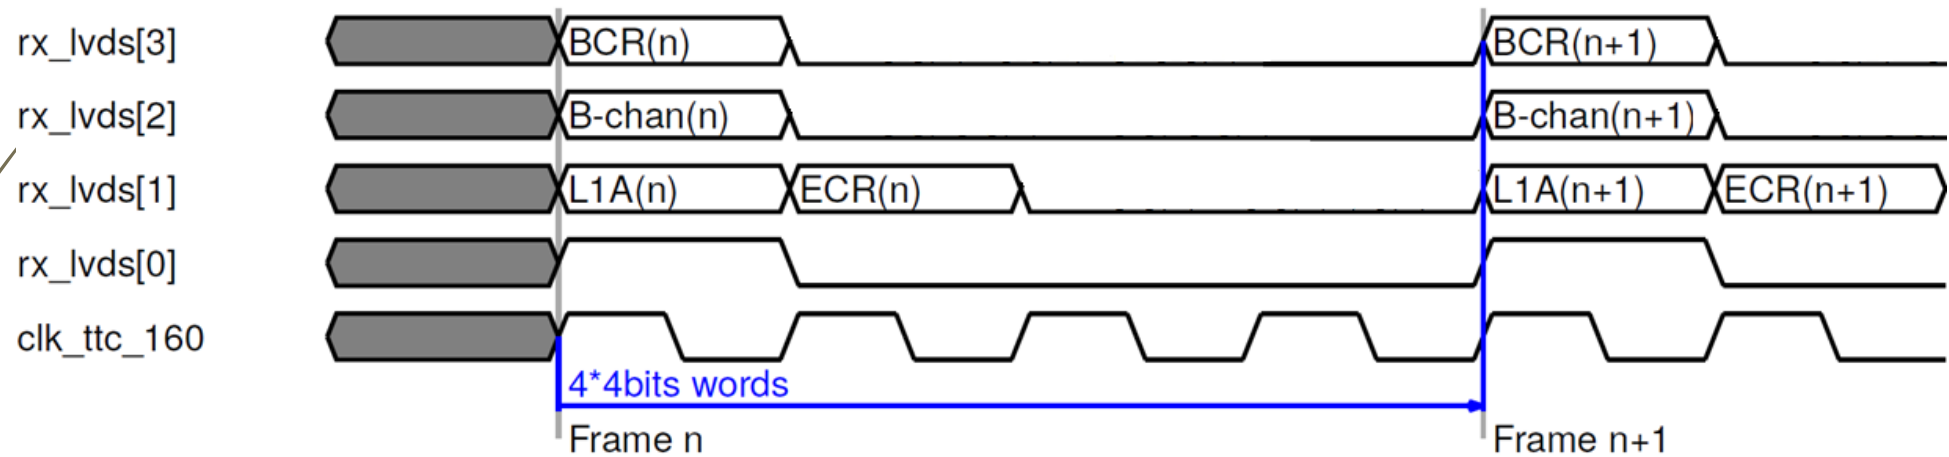 rx_lvds[3] BCR(n) BCR(n+1)
rx_lvds[2] B-chan(n) B-chan(n+1)
rx_lvds[1] L1A(n) ECR(n) L1A(n+1) ECR(n+1)
rx_lvds[0]
clk_ttc_160
4*4bits words
Frame n Frame n+1